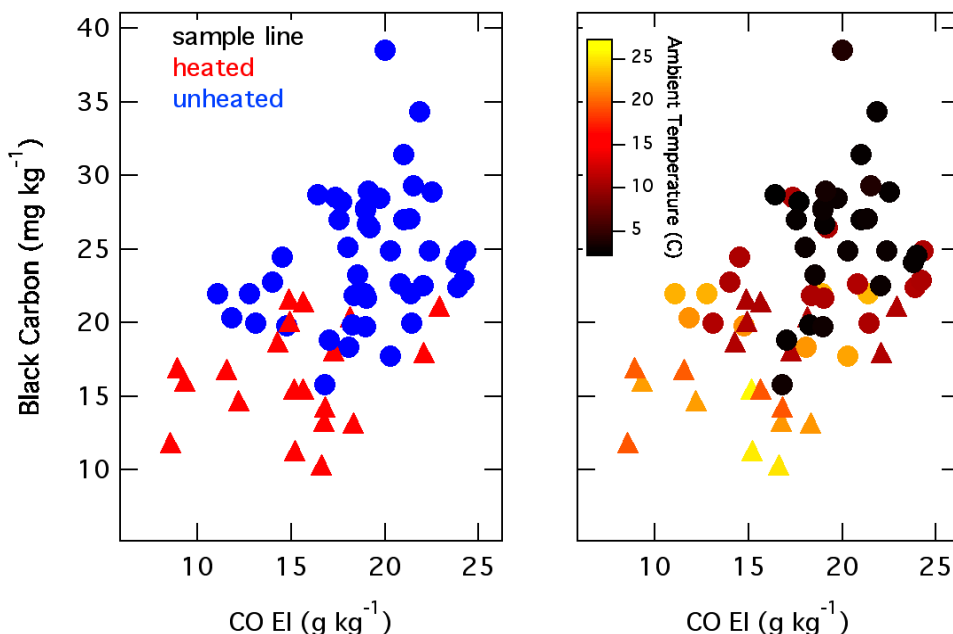 40
35
30
25
20
15
10
Black Carbon (mg kg⁻¹)
sample line
heated
unheated
10
15
20
25
CO EI (g kg⁻¹)
25
20
15
10
5
Ambient Temperature (C)
10
15
20
25
CO EI (g kg⁻¹)